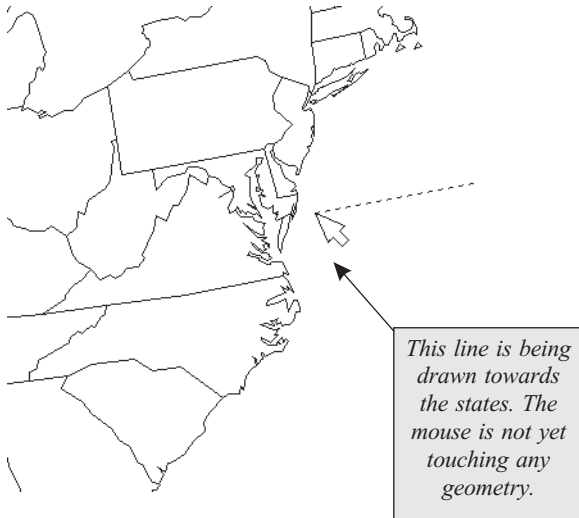 This line is being
drawn towards
the states. The
mouse is not yet
touching any
geometry.